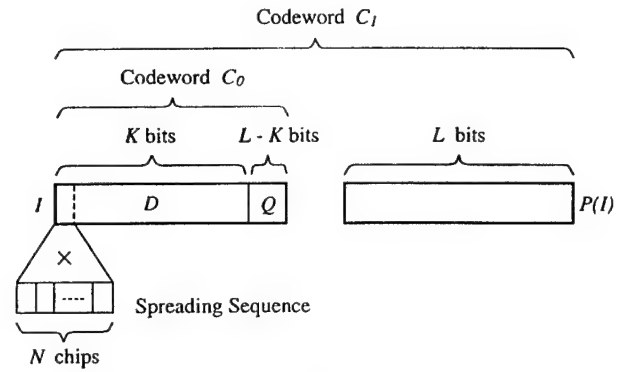 Codeword C₁
Codeword C₀
K bits
L - K bits
L bits
I
D
Q
P(I)
×
Spreading Sequence
N chips